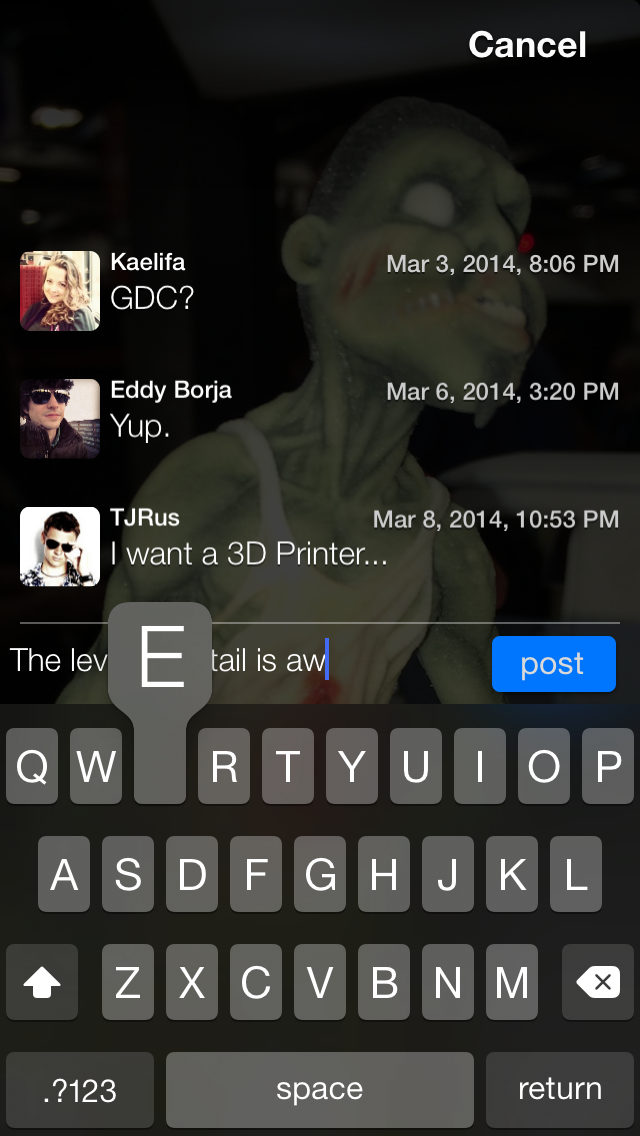 Cancel
Kaelifa Mar 3, 2014, 8:06 PM
GDC?
Eddy Borja Mar 6, 2014, 3:20 PM
Yup.
TJRus Mar 8, 2014, 10:53 PM
I want a 3D Printer...
The lev tail is aw post
E
Q W R T Y U I O P
A S D F G H J K L
Z X C V B N M
.?123 space return